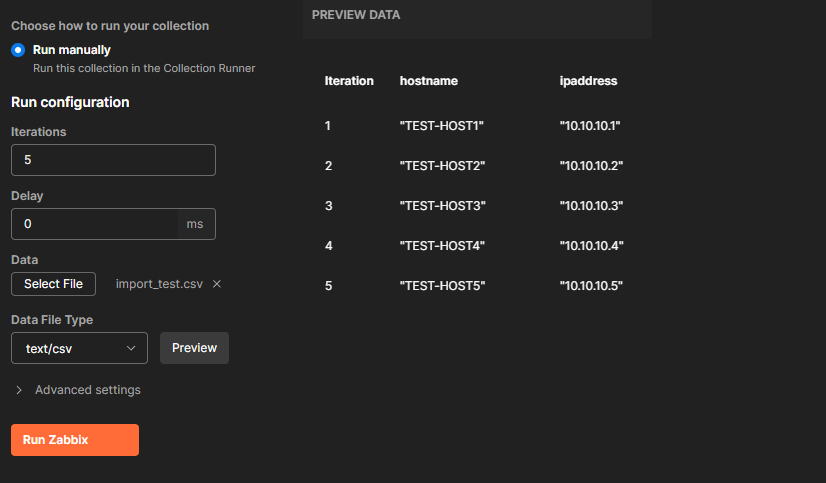 Choose how to run your collection
Run manually
Run this collection in the Collection Runner
Run configuration
Iterations
5
Delay
0 ms
Data
Select File import_test.csv
Data File Type
text/csv Preview
Advanced settings
Run Zabbix
PREVIEW DATA
Iteration hostname ipaddress
1 "TEST-HOST1" "10.10.10.1"
2 "TEST-HOST2" "10.10.10.2"
3 "TEST-HOST3" "10.10.10.3"
4 "TEST-HOST4" "10.10.10.4"
5 "TEST-HOST5" "10.10.10.5"